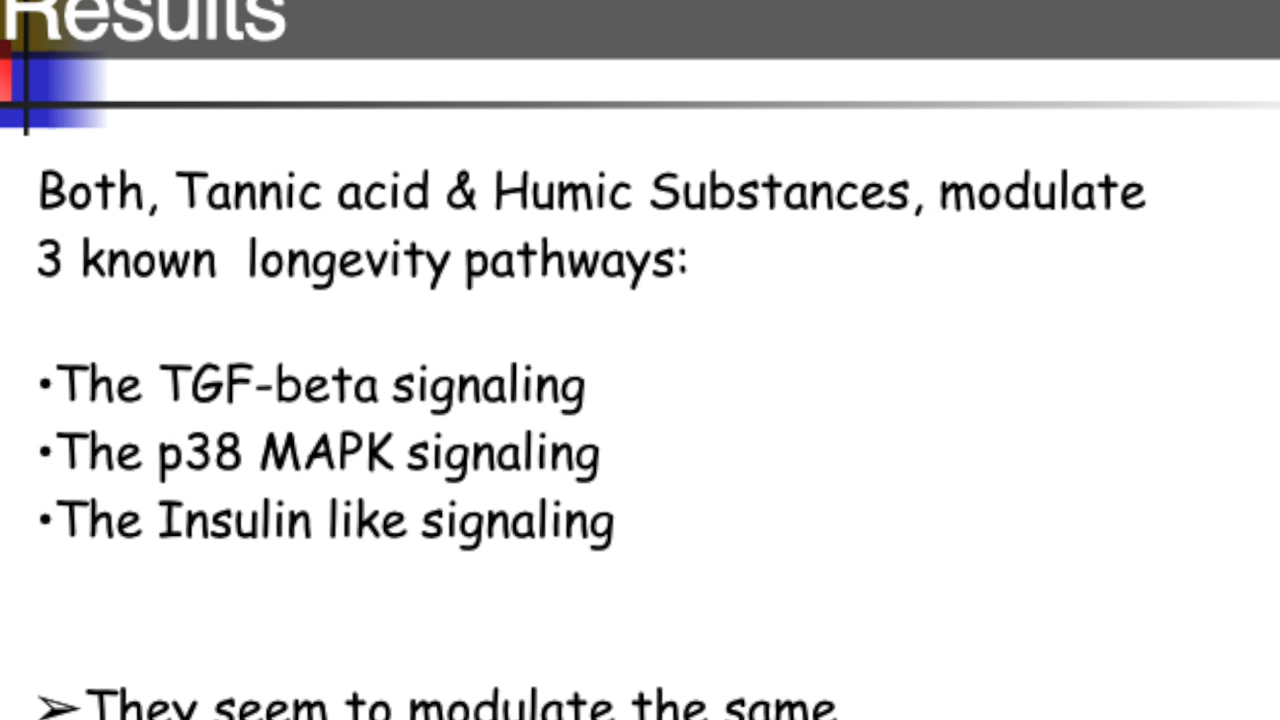 Results
Both, Tannic acid & Humic Substances, modulate
3 known longevity pathways:
•The TGF-beta signaling
•The p38 MAPK signaling
•The Insulin like signaling
➢They seem to modulate the same